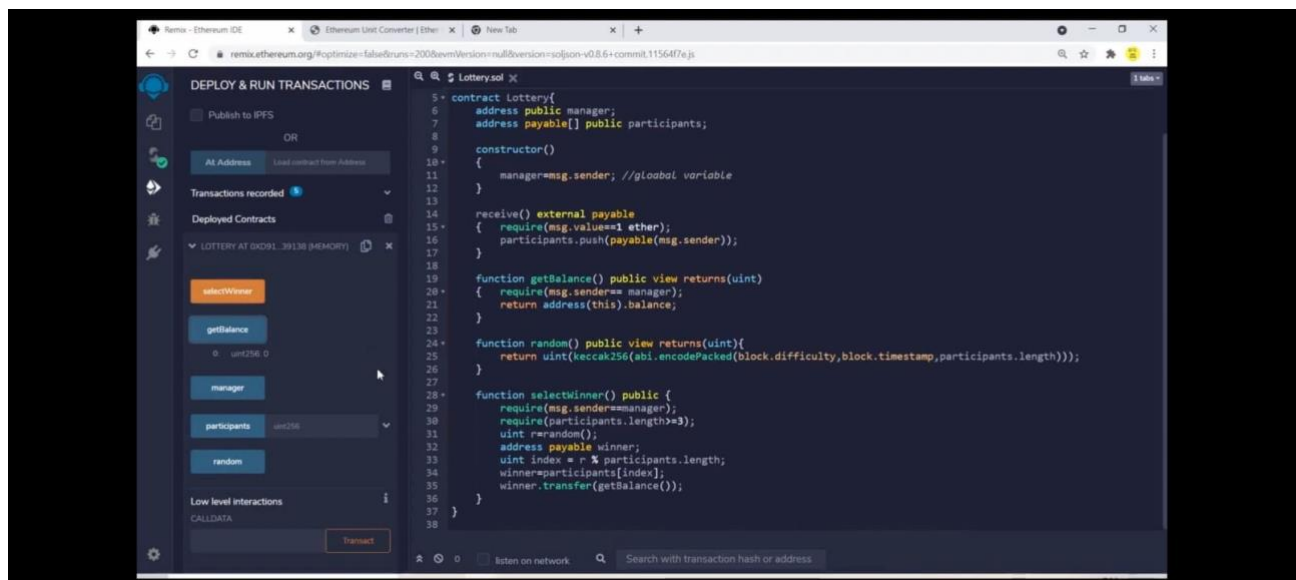 Remix - Ethereum IDE
Ethereum Unit Converter | Ether
New Tab
remix.ethereum.org/#optimize=false&runs=200&evmVersion=null&version=soljson-v0.8.6+commit.11564f7e.js
DEPLOY & RUN TRANSACTIONS
Publish to IPFS
OR
At Address Load contract from Address
Transactions recorded 5
Deployed Contracts
LOTTERY AT 0XD91...39138 (MEMORY)
selectWinner
getBalance
0: uint256: 0
manager
participants uint256
random
Low level interactions
CALLDATA
Transact
Lottery.sol
1 tabs
5 contract Lottery{
6 address public manager;
7 address payable[] public participants;
8
9 constructor()
10 {
11 manager=msg.sender; //gloabal variable
12 }
13
14 receive() external payable
15 { require(msg.value==1 ether);
16 participants.push(payable(msg.sender));
17 }
18
19 function getBalance() public view returns(uint)
20 { require(msg.sender== manager);
21 return address(this).balance;
22 }
23
24 function random() public view returns(uint){
25 return uint(keccak256(abi.encodePacked(block.difficulty,block.timestamp,participants.length)));
26 }
27
28 function selectWinner() public {
29 require(msg.sender==manager);
30 require(participants.length>=3);
31 uint r=random();
32 address payable winner;
33 uint index = r % participants.length;
34 winner=participants[index];
35 winner.transfer(getBalance());
36 }
37 }
38
0 listen on network Search with transaction hash or address